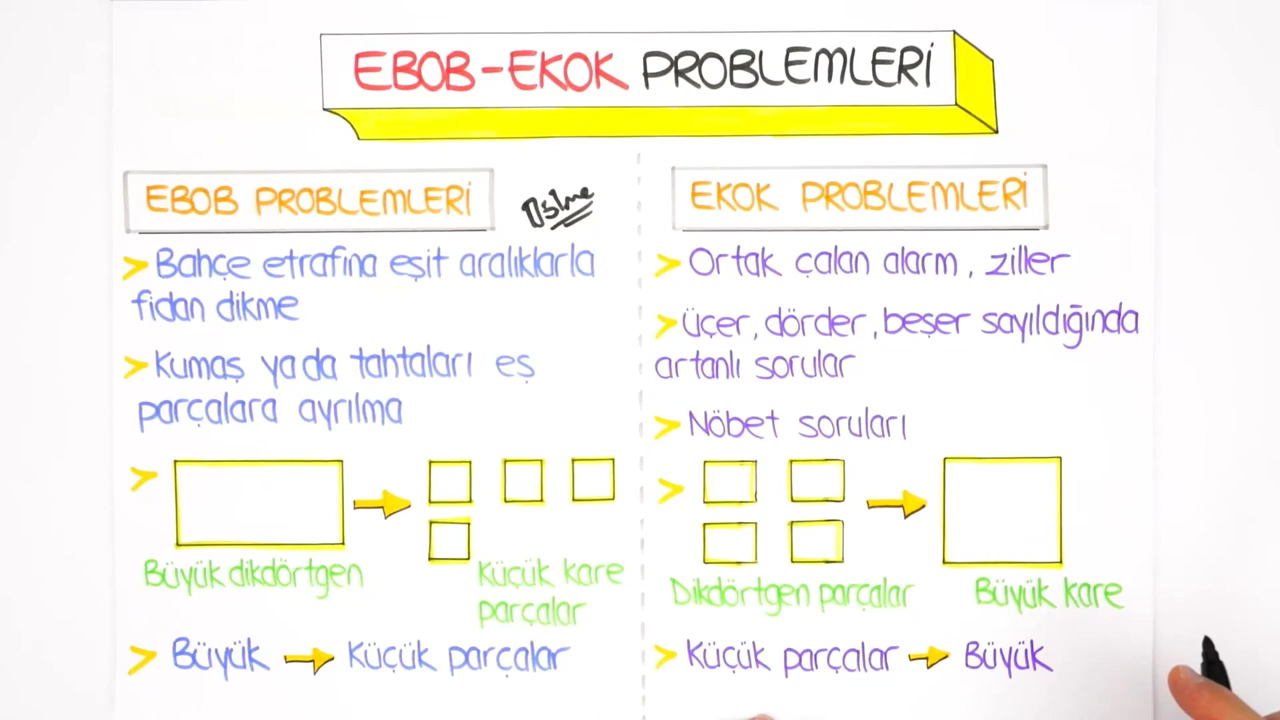 EBOB-EKOK PROBLEMLERİ
EBOB PROBLEMLERİ
> Bahçe etrafına eşit aralıklarla
fidan dikme
> Kumaş ya da tahtaları eş
parçalara ayrılma
>
Büyük dikdörtgen
Küçük kare
parçalar
> Büyük → Küçük parçalar
EKOK PROBLEMLERİ
> Ortak çalan alarm, ziller
> üçer, dörder, beşer sayıldığında
artanlı sorular
> Nöbet soruları
>
Dikdörtgen parçalar
Büyük kare
> Küçük parçalar → Büyük